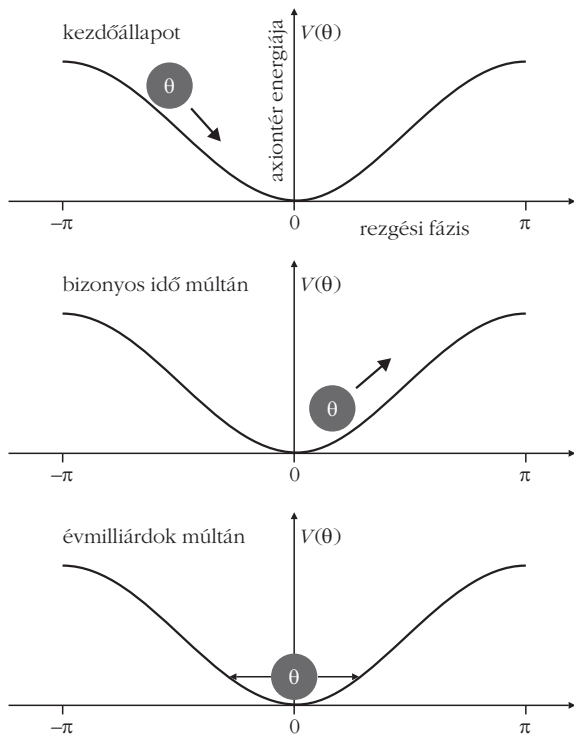 kezdőállapot
V(θ)
axiontér energiája
θ
–π
0
π
rezgési fázis
bizonyos idő múltán
V(θ)
θ
–π
0
π
évmilliárdok múltán
V(θ)
θ
–π
0
π